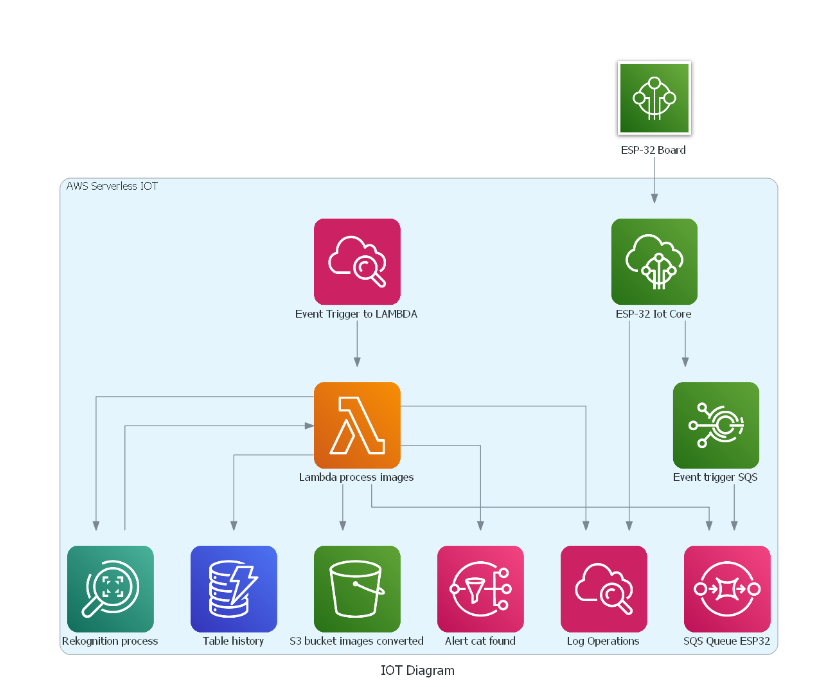 ESP-32 Board
AWS Serverless IOT
Event Trigger to LAMBDA
ESP-32 Iot Core
Lambda process images
Event trigger SQS
Rekognition process
Table history
S3 bucket images converted
Alert cat found
Log Operations
SQS Queue ESP32
IOT Diagram